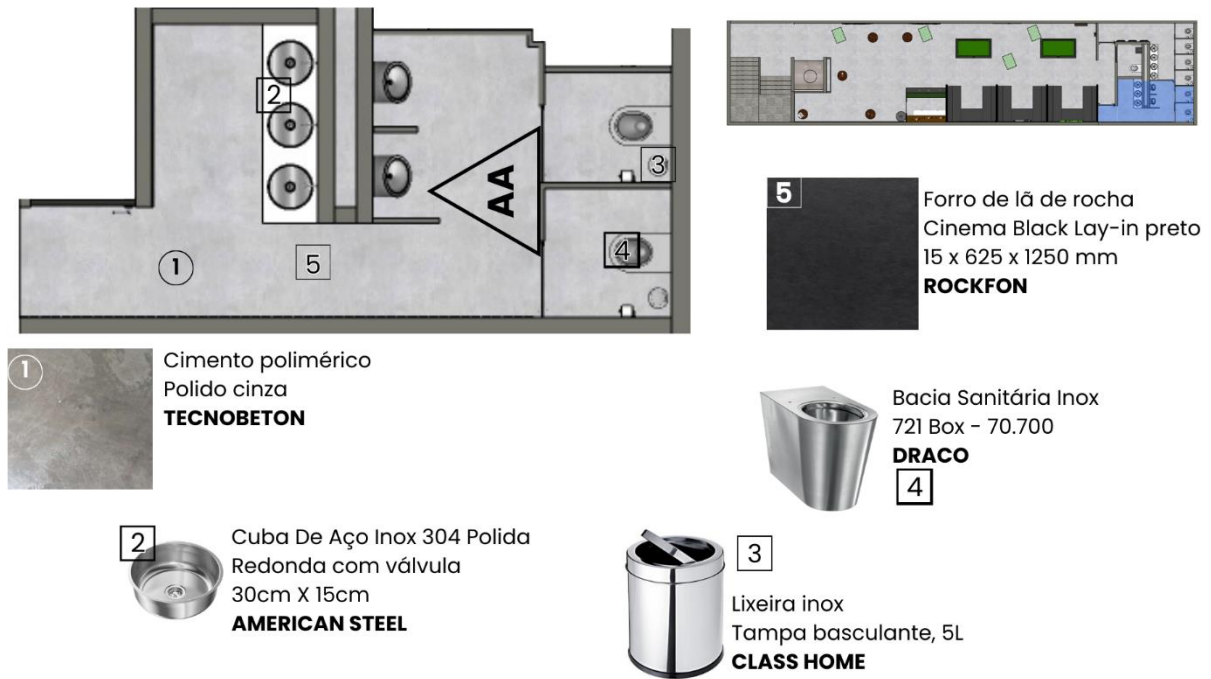 2
3
AA
4
1
5
5
Forro de lã de rocha
Cinema Black Lay-in preto
15 x 625 x 1250 mm
ROCKFON
1
Cimento polimérico
Polido cinza
TECNOBETON
Bacia Sanitária Inox
721 Box - 70.700
DRACO
4
2
Cuba De Aço Inox 304 Polida
Redonda com válvula
30cm X 15cm
AMERICAN STEEL
3
Lixeira inox
Tampa basculante, 5L
CLASS HOME